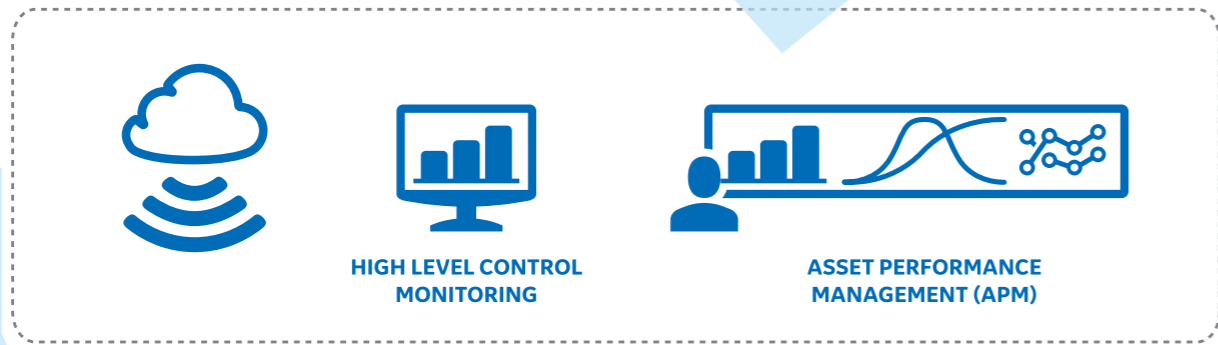 HIGH LEVEL CONTROL
MONITORING
ASSET PERFORMANCE
MANAGEMENT (APM)